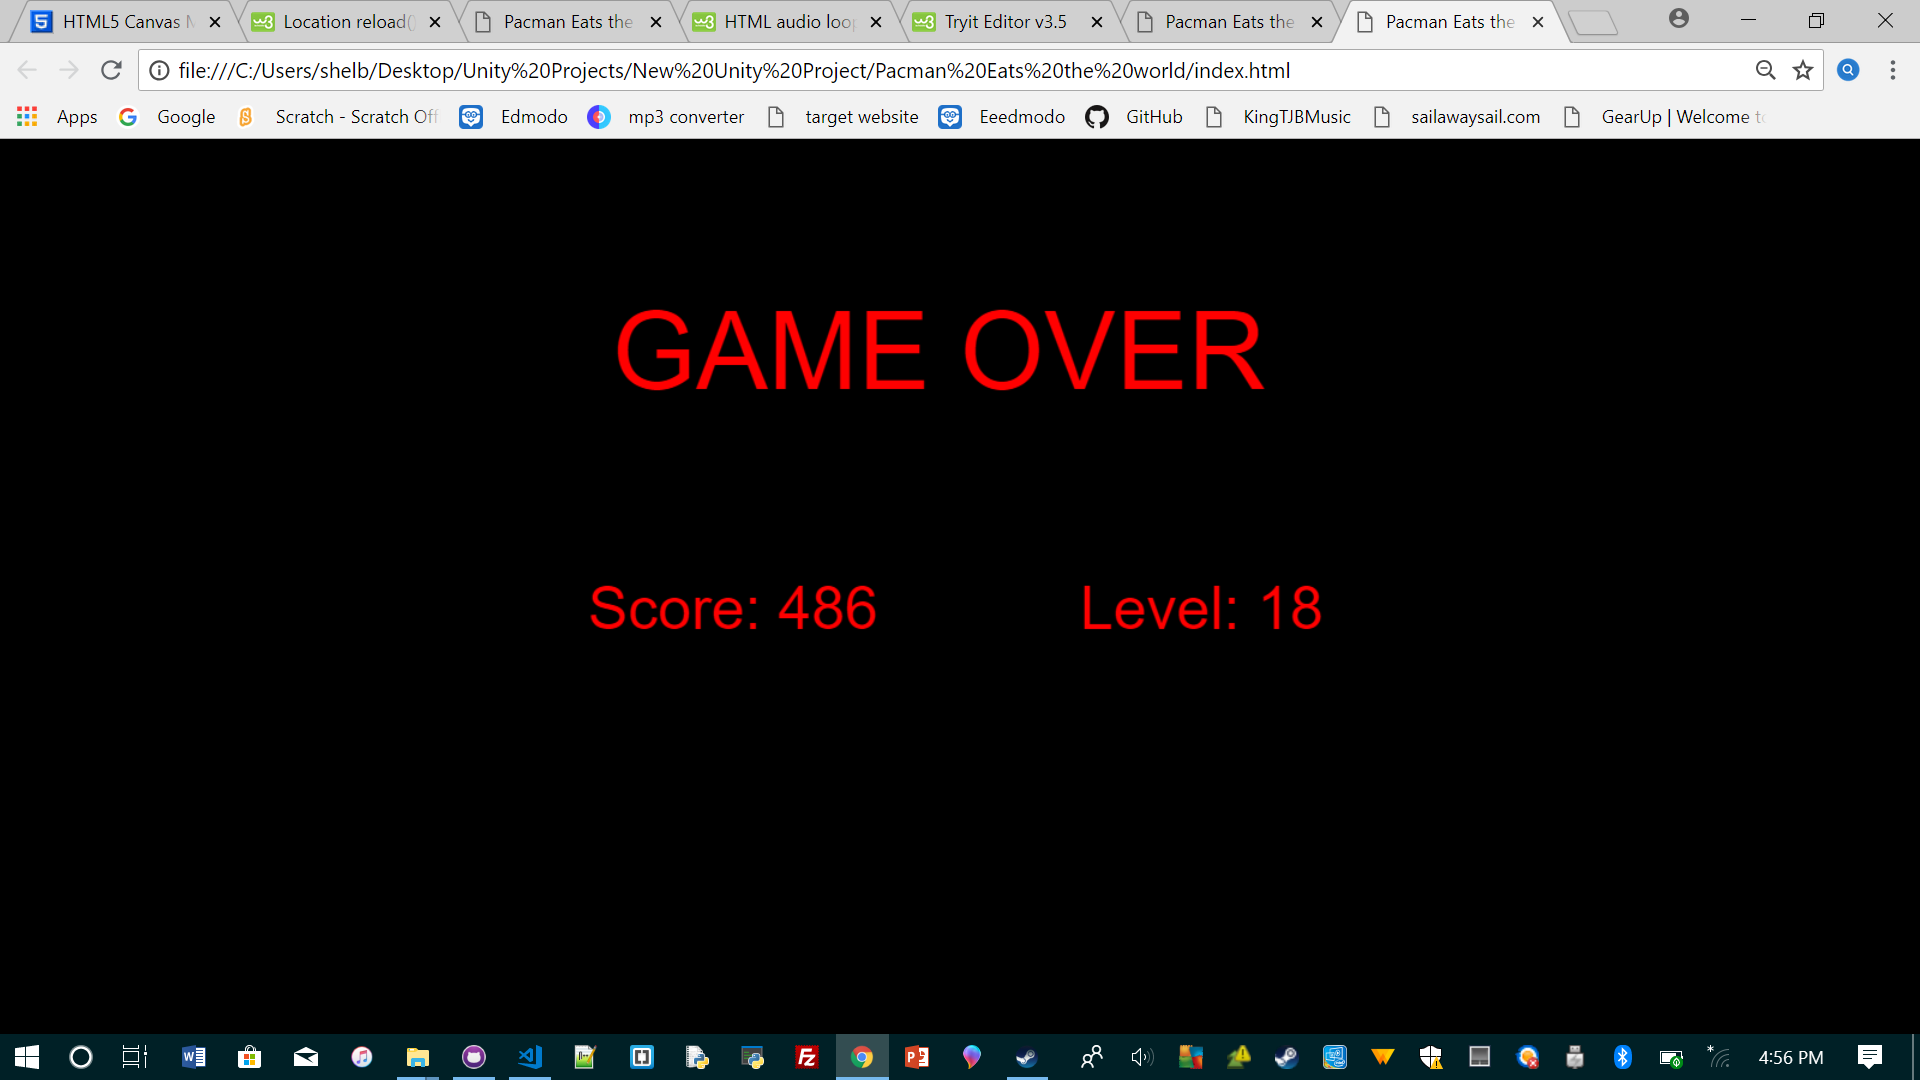 HTML5 Canvas M
Location reload()
Pacman Eats the
HTML audio loop
Tryit Editor v3.5
Pacman Eats the
Pacman Eats the
file:///C:/Users/shelb/Desktop/Unity%20Projects/New%20Unity%20Project/Pacman%20Eats%20the%20world/index.html
Apps
Google
Scratch - Scratch Off
Edmodo
mp3 converter
target website
Eeedmodo
GitHub
KingTJBMusic
sailawaysail.com
GearUp | Welcome to
GAME OVER
Score: 486
Level: 18
4:56 PM